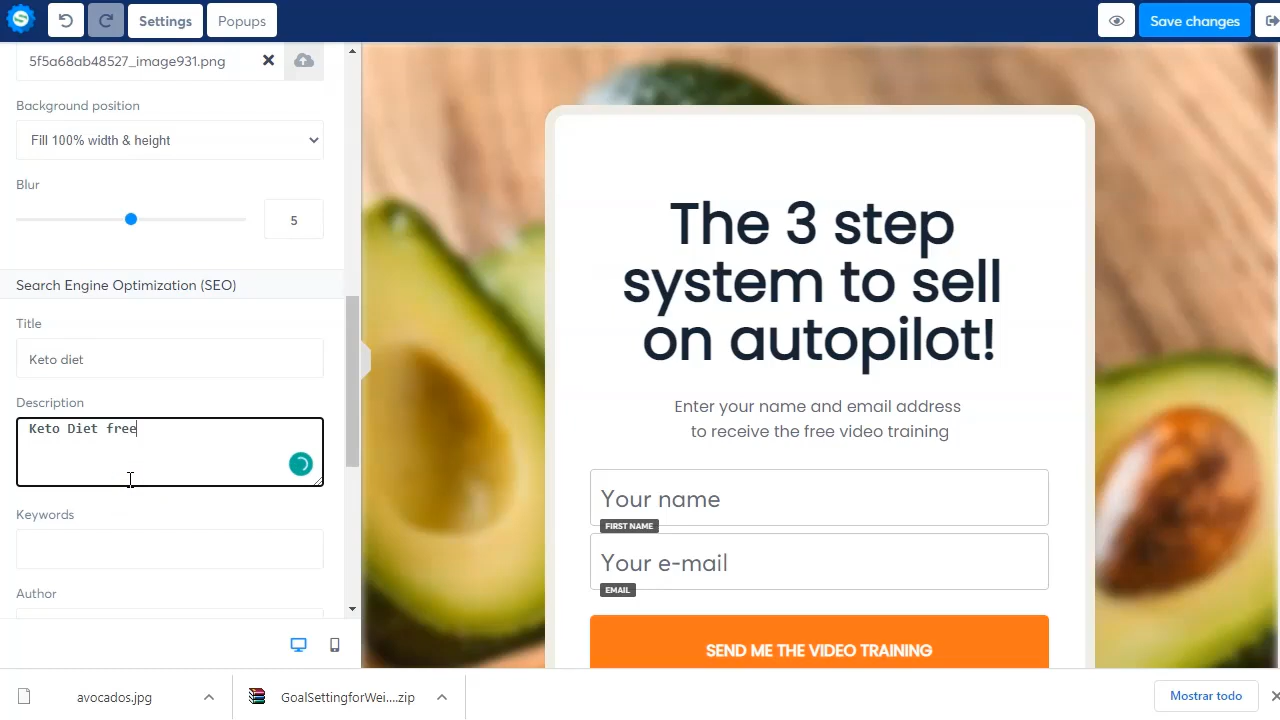 Settings
Popups
Save changes
5f5a68ab48527_image931.png
Background position
Fill 100% width & height
Blur
5
Search Engine Optimization (SEO)
Title
Keto diet
Description
Keto Diet free
Keywords
Author
The 3 step
system to sell
on autopilot!
Enter your name and email address
to receive the free video training
Your name
FIRST NAME
Your e-mail
EMAIL
SEND ME THE VIDEO TRAINING
avocados.jpg
GoalSettingforWei....zip
Mostrar todo